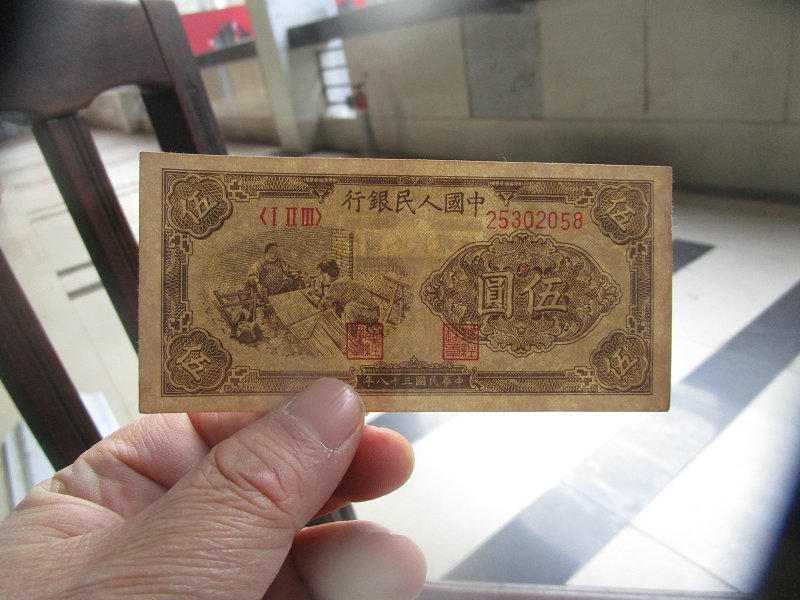 中國人民銀行
〈I II III〉
25302058
伍
伍
伍圓
伍
伍
中華民國三十八年